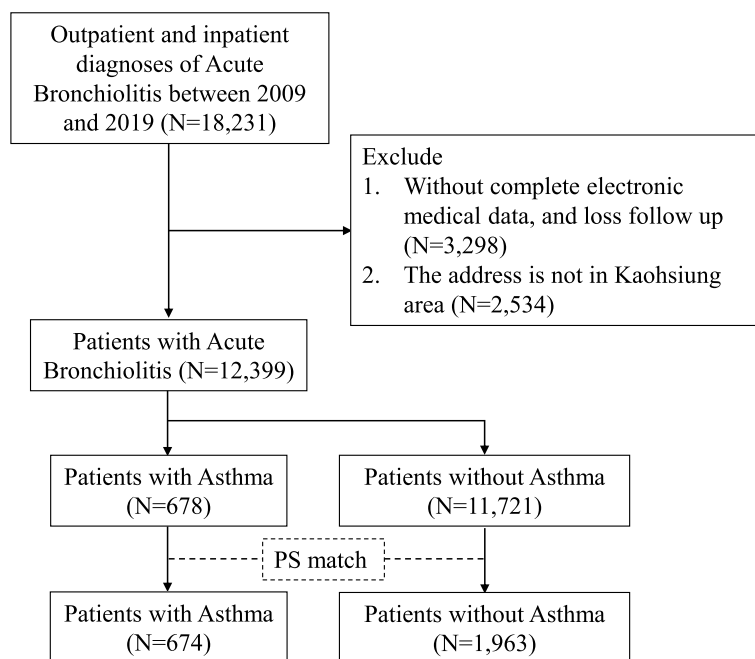 Outpatient and inpatient
diagnoses of Acute
Bronchiolitis between 2009
and 2019 (N=18,231)
Exclude
1. Without complete electronic
medical data, and loss follow up
(N=3,298)
2. The address is not in Kaohsiung
area (N=2,534)
Patients with Acute
Bronchiolitis (N=12,399)
Patients with Asthma
(N=678)
Patients without Asthma
(N=11,721)
PS match
Patients with Asthma
(N=674)
Patients without Asthma
(N=1,963)